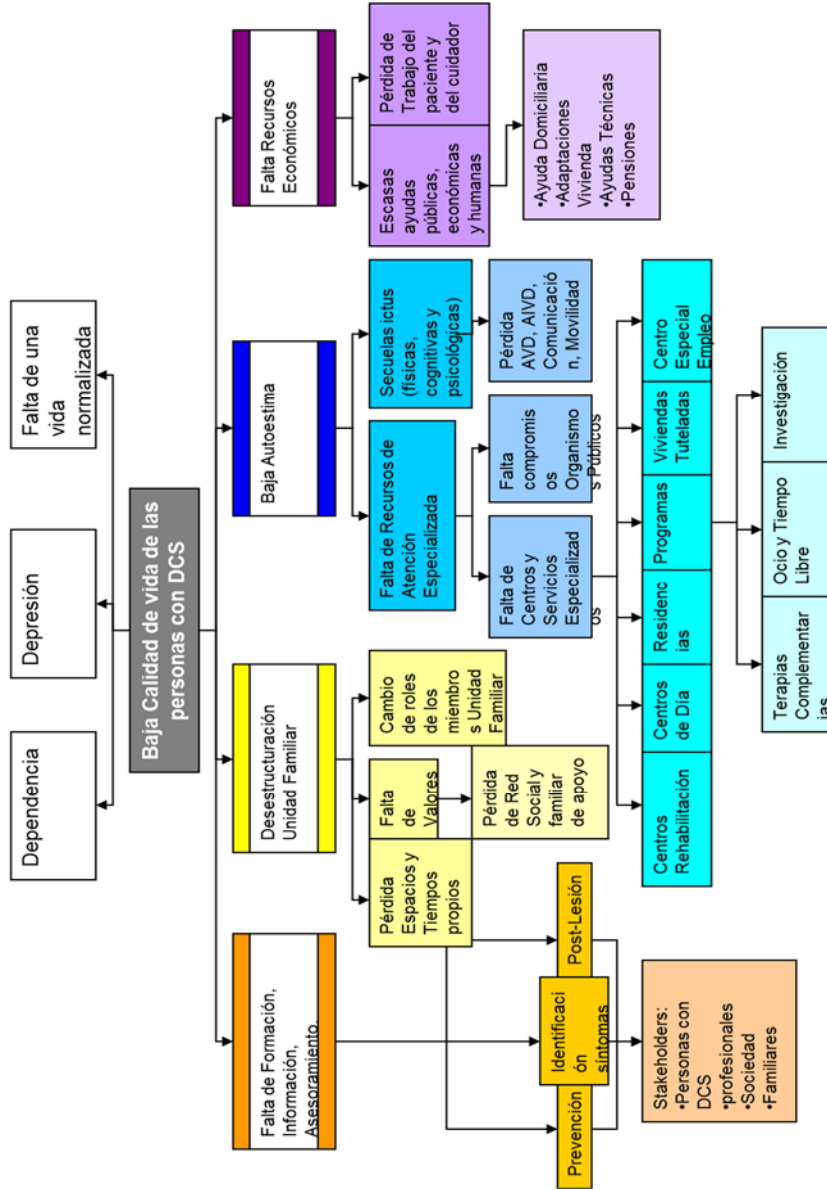 Dependencia
Depresión
Falta de una
vida
normalizada
Baja Calidad de vida de las
personas con DCS
Falta de Formación,
Información,
Asesoramiento.
Desestructuración
Unidad Familiar
Baja Autoestima
Falta Recursos
Económicos
Pérdida
Espacios y
Tiempos
propios
Falta
de
Valores
Cambio
de roles
de los
miembro
s Unidad
Familiar
Falta de Recursos de
Atención
Especializada
Secuelas ictus
(físicas,
cognitivas y
psicológicas)
Escasas
ayudas
públicas,
económicas
y humanas
Pérdida de
Trabajo del
paciente y
del cuidador
Pérdida
de Red
Social y
familiar
de apoyo
Falta de
Centros y
Servicios
Especializad
os
Falta
compromis
os
Organismo
s Públicos
Pérdida
AVD, AIVD,
Comunicació
n, Movilidad
•Ayuda Domiciliaria
•Adaptaciones
Vivienda
•Ayudas Técnicas
•Pensiones
Prevención
Identificaci
ón
síntomas
Post-Lesión
Centros
Rehabilitación
Centros
de Día
Residenc
ias
Programas
Viviendas
Tuteladas
Centro
Especial
Empleo
Stakeholders:
•Personas con
DCS
•profesionales
•Sociedad
•Familiares
Terapias
Complementar
ias
Ocio y Tiempo
Libre
Investigación